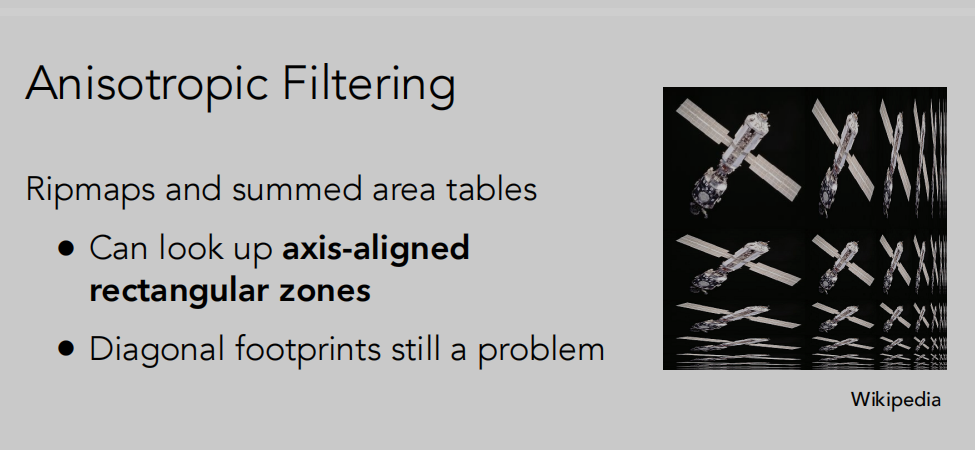 Anisotropic Filtering
Ripmaps and summed area tables
● Can look up axis-aligned
rectangular zones
● Diagonal footprints still a problem
Wikipedia